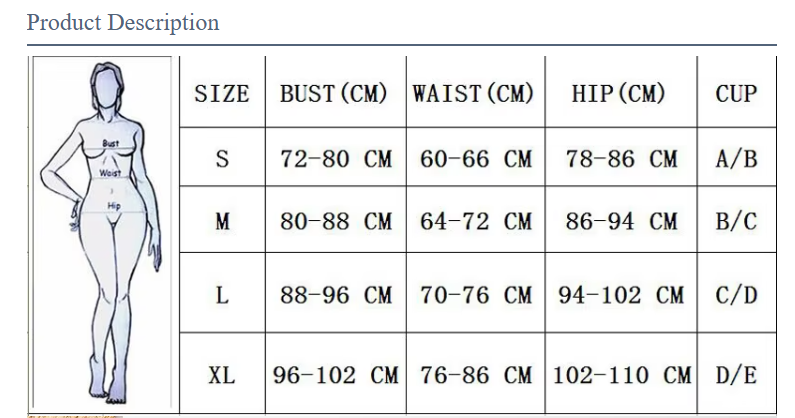 Product Description
SIZE BUST(CM) WAIST(CM) HIP(CM) CUP
Bust
Waist
Hip
S 72-80 CM 60-66 CM 78-86 CM A/B
M 80-88 CM 64-72 CM 86-94 CM B/C
L 88-96 CM 70-76 CM 94-102 CM C/D
XL 96-102 CM 76-86 CM 102-110 CM D/E